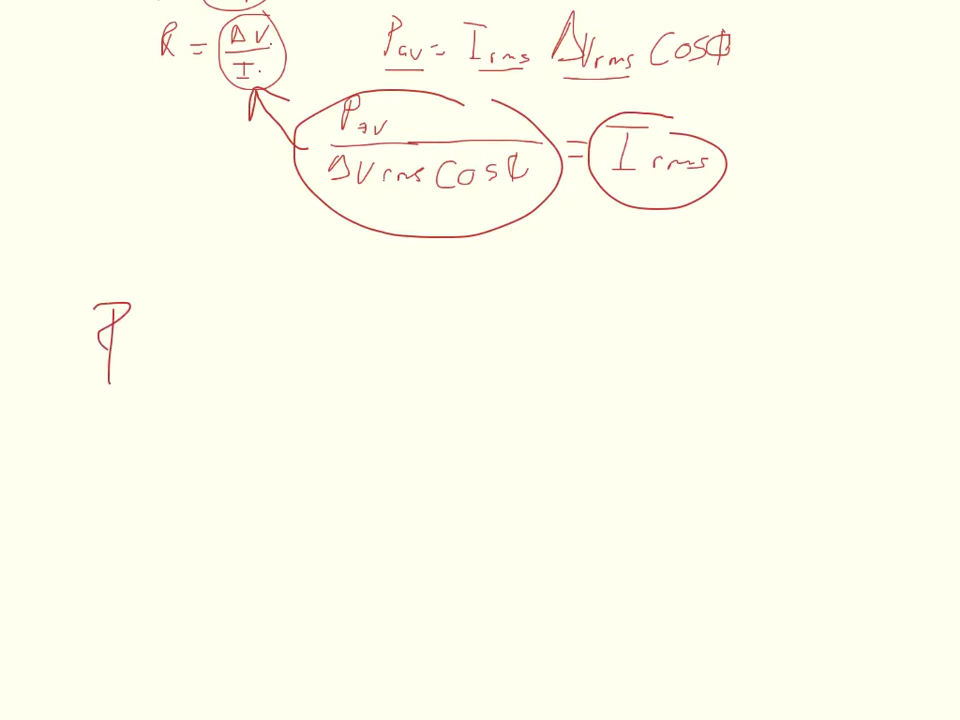 R = ΔV / I
Pav = Irms ΔVrms Cosϕ
Pav / ΔVrms Cosϕ = Irms
P